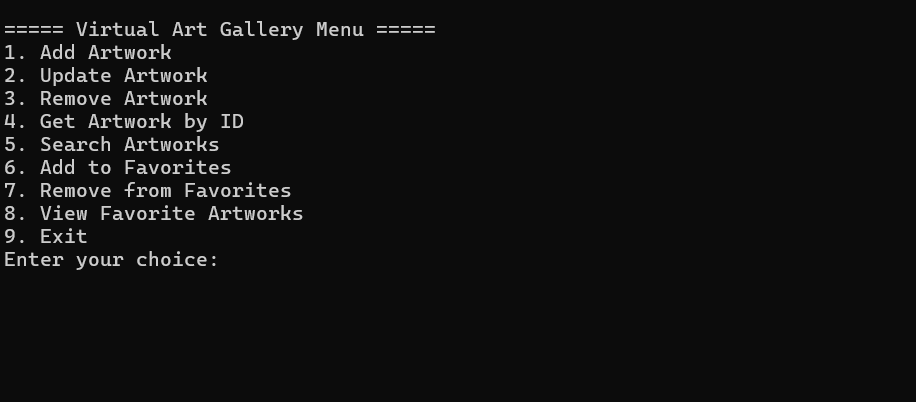 ===== Virtual Art Gallery Menu =====
1. Add Artwork
2. Update Artwork
3. Remove Artwork
4. Get Artwork by ID
5. Search Artworks
6. Add to Favorites
7. Remove from Favorites
8. View Favorite Artworks
9. Exit
Enter your choice: